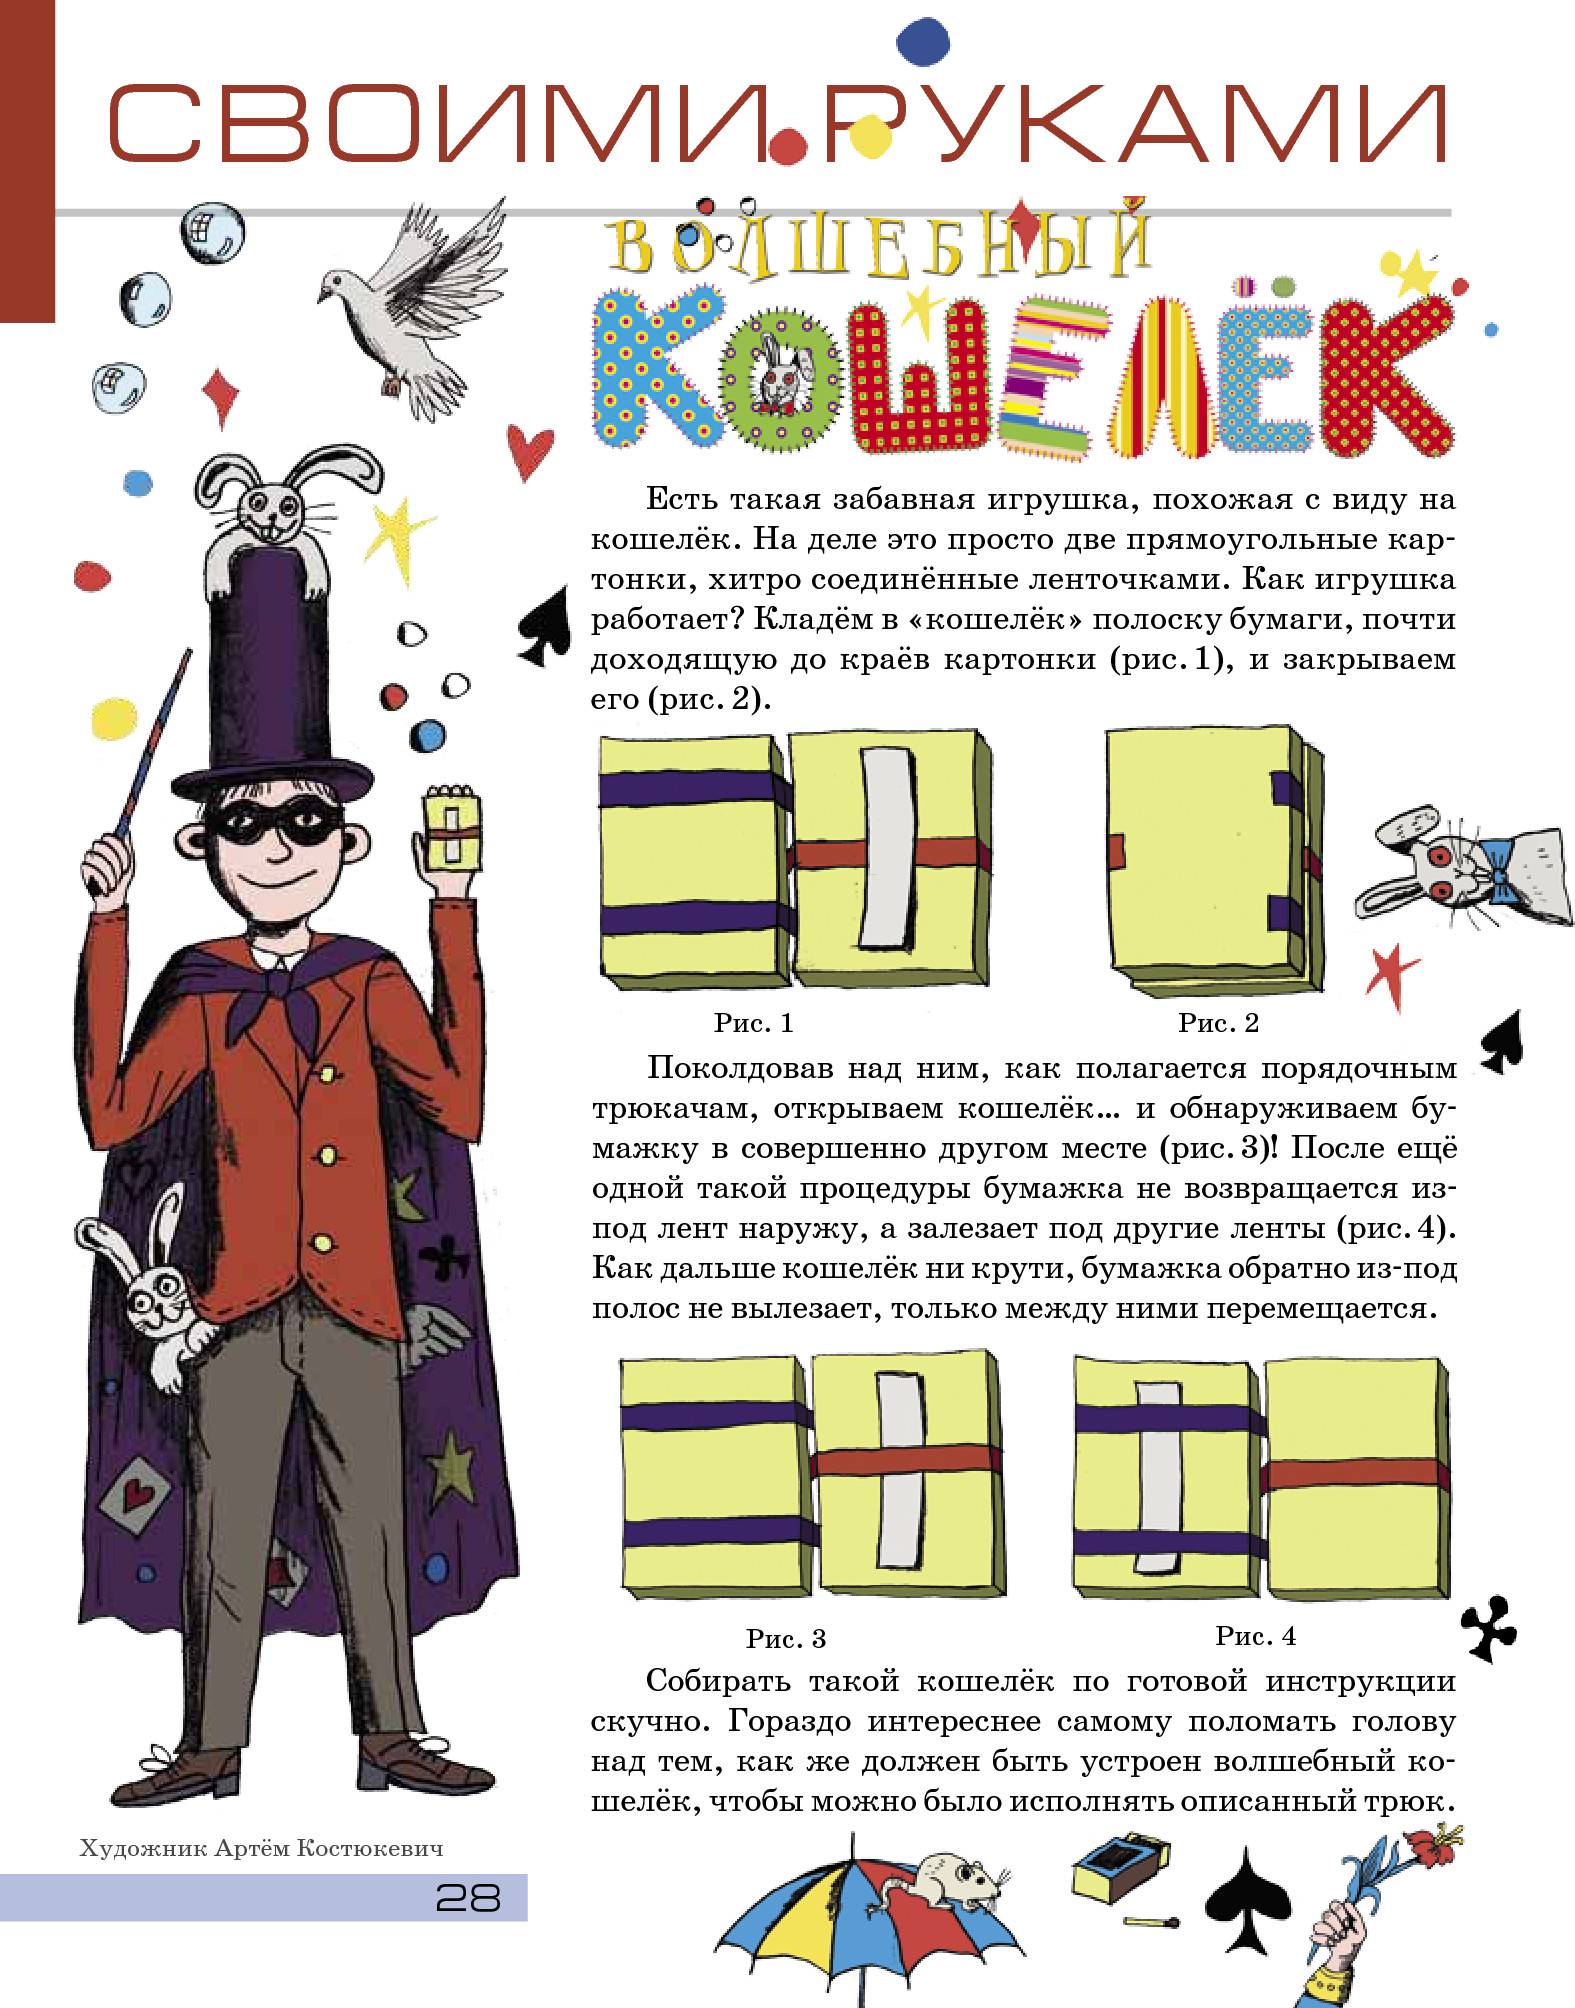 СВОИМИ РУКАМИ
ВОЛШЕБНЫЙ
КОШЕЛЁК
Есть такая забавная игрушка, похожая с виду на
кошелёк. На деле это просто две прямоугольные кар-
тонки, хитро соединённые ленточками. Как игрушка
работает? Кладём в «кошелёк» полоску бумаги, почти
доходящую до краёв картонки (рис. 1), и закрываем
его (рис. 2).
Рис. 1
Рис. 2
Поколдовав над ним, как полагается порядочным
трюкачам, открываем кошелёк... и обнаруживаем бу-
мажку в совершенно другом месте (рис. 3)! После ещё
одной такой процедуры бумажка не возвращается из-
под лент наружу, а залезает под другие ленты (рис. 4).
Как дальше кошелёк ни крути, бумажка обратно из-под
полос не вылезает, только между ними перемещается.
Рис. 3
Рис. 4
Собирать такой кошелёк по готовой инструкции
скучно. Гораздо интереснее самому поломать голову
над тем, как же должен быть устроен волшебный ко-
шелёк, чтобы можно было исполнять описанный трюк.
Художник Артём Костюкевич
28